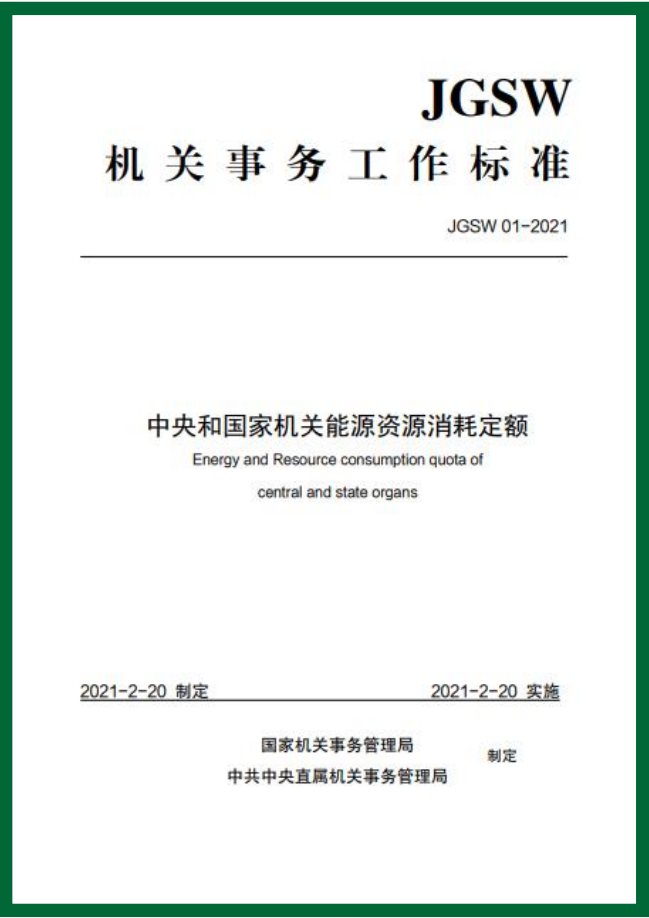 JGSW
机关事务工作标准
JGSW 01-2021
中央和国家机关能源资源消耗定额
Energy and Resource consumption quota of
central and state organs
2021-2-20 制定 2021-2-20 实施
国家机关事务管理局
制定
中共中央直属机关事务管理局